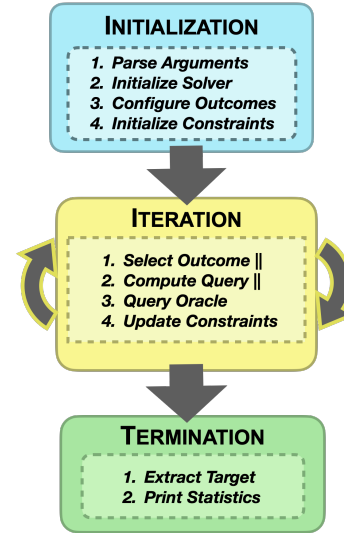 INITIALIZATION
1. Parse Arguments
2. Initialize Solver
3. Configure Outcomes
4. Initialize Constraints
ITERATION
1. Select Outcome ||
2. Compute Query ||
3. Query Oracle
4. Update Constraints
TERMINATION
1. Extract Target
2. Print Statistics